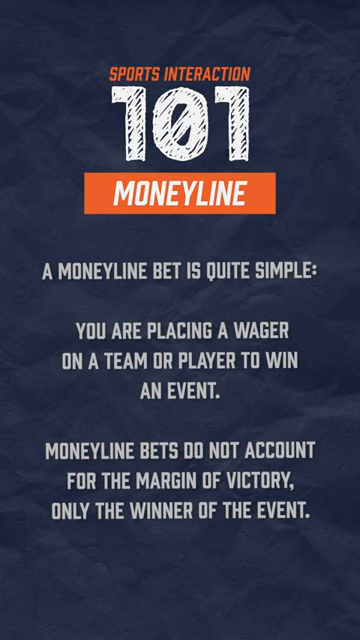 SPORTS INTERACTION
101
MONEYLINE
A MONEYLINE BET IS QUITE SIMPLE:
YOU ARE PLACING A WAGER
ON A TEAM OR PLAYER TO WIN
AN EVENT.
MONEYLINE BETS DO NOT ACCOUNT
FOR THE MARGIN OF VICTORY,
ONLY THE WINNER OF THE EVENT.